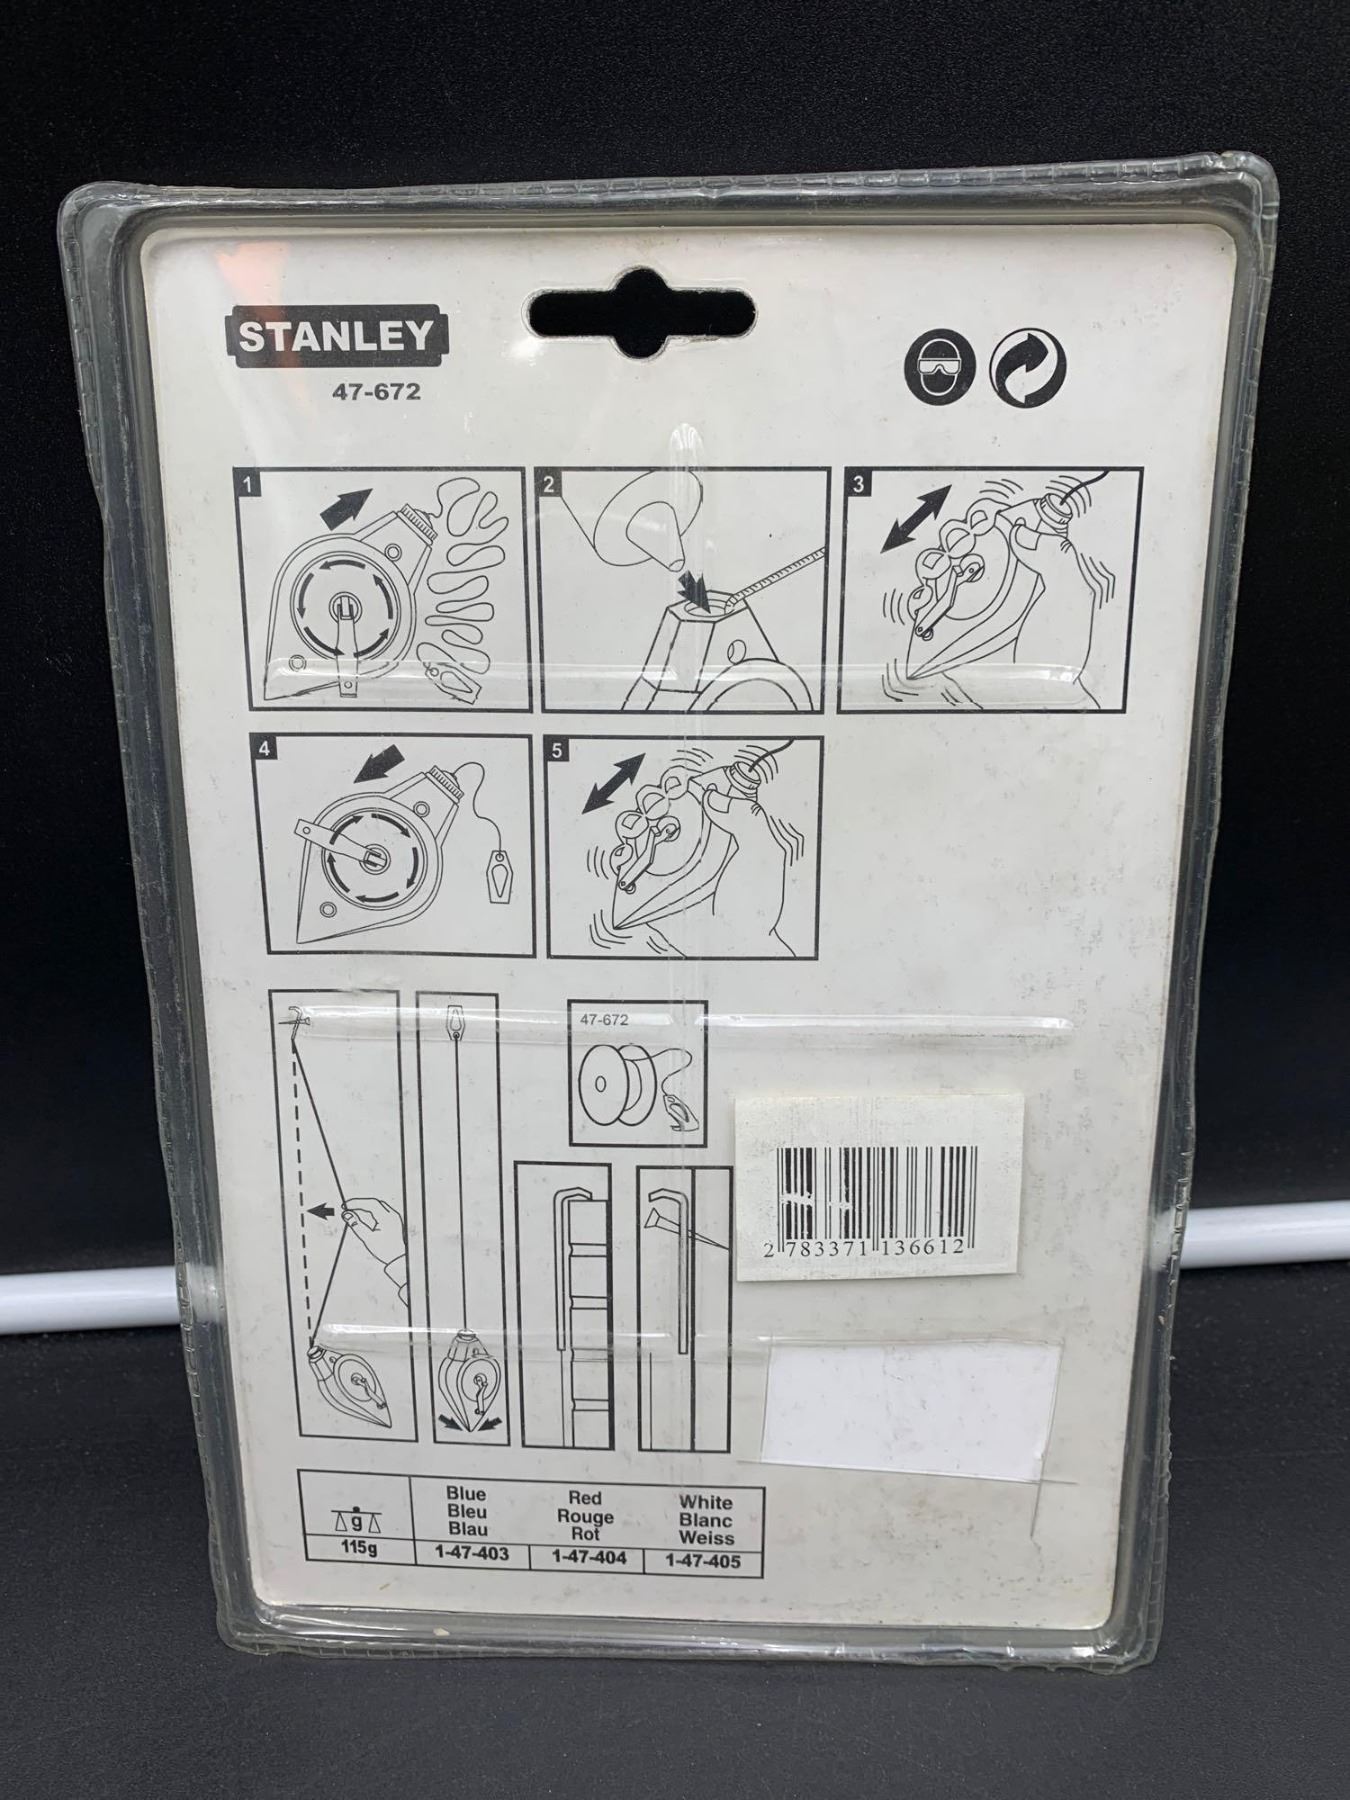 STANLEY
47-672
1
2
3
4
5
47-672
2 783371 136612
g
115g
Blue
Bleu
Blau
1-47-403
Red
Rouge
Rot
1-47-404
White
Blanc
Weiss
1-47-405